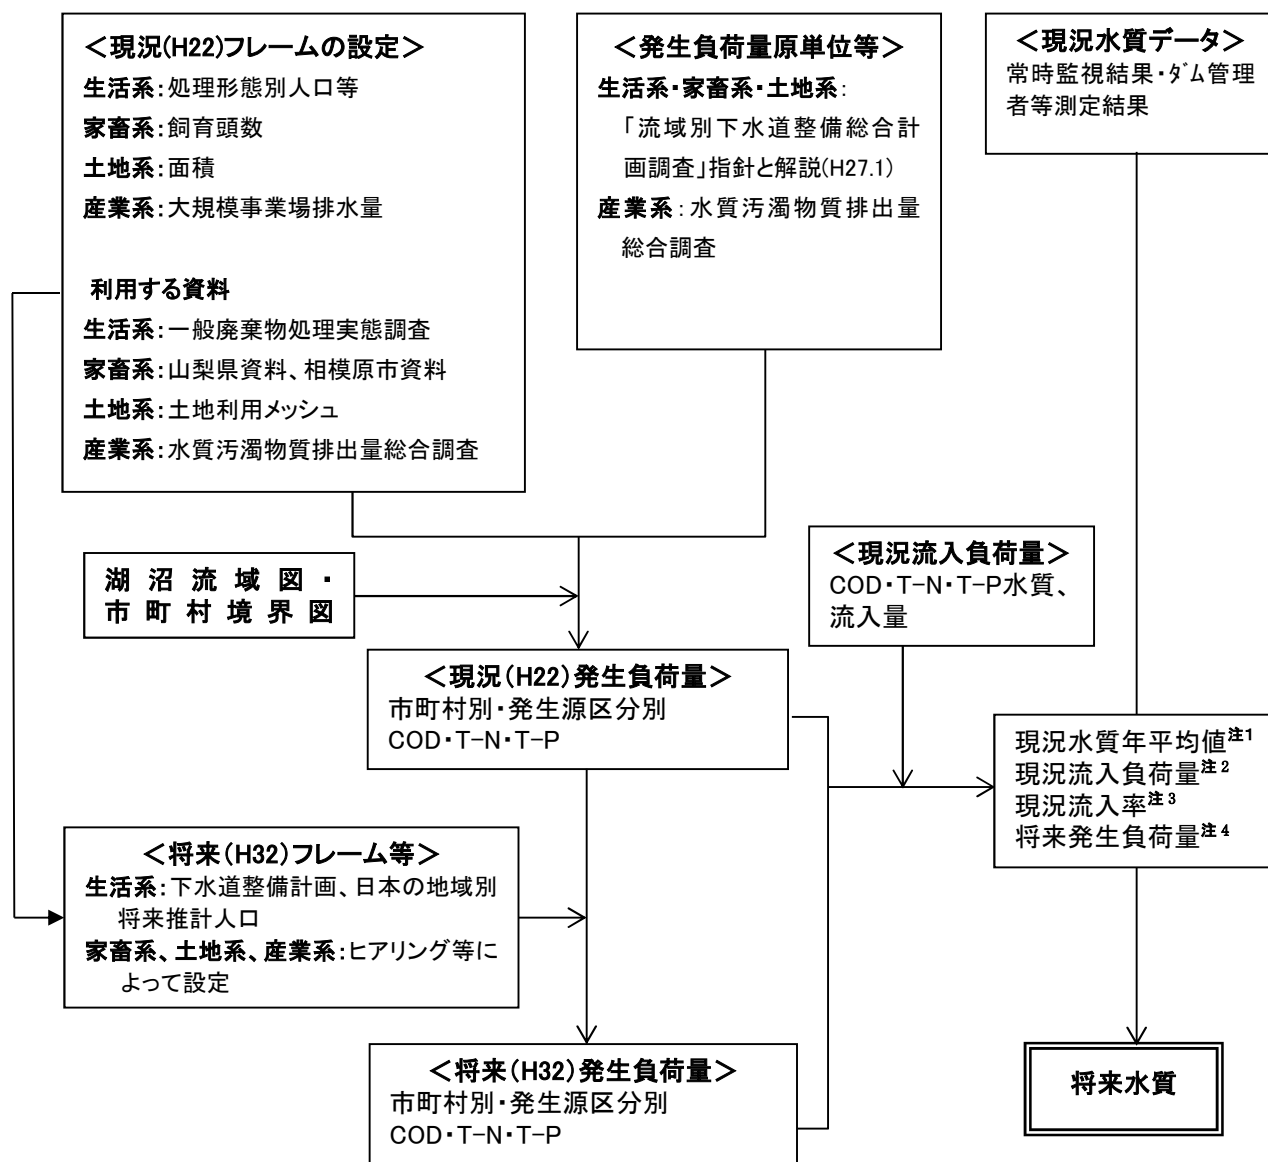 ＜現況(H22)フレームの設定＞
生活系：処理形態別人口等
家畜系：飼育頭数
土地系：面積
産業系：大規模事業場排水量
利用する資料
生活系：一般廃棄物処理実態調査
家畜系：山梨県資料、相模原市資料
土地系：土地利用メッシュ
産業系：水質汚濁物質排出量総合調査
＜発生負荷量原単位等＞
生活系・家畜系・土地系：
「流域別下水道整備総合計
画調査」指針と解説(H27.1)
産業系：水質汚濁物質排出量
総合調査
＜現況水質データ＞
常時監視結果・ﾀﾞﾑ管理
者等測定結果
湖沼流域図・
市町村境界図
＜現況流入負荷量＞
COD・T-N・T-P水質、
流入量
＜現況(H22)発生負荷量＞
市町村別・発生源区分別
COD・T-N・T-P
現況水質年平均値注1
現況流入負荷量注2
現況流入率注3
将来発生負荷量注4
＜将来(H32)フレーム等＞
生活系：下水道整備計画、日本の地域別
将来推計人口
家畜系、土地系、産業系：ヒアリング等に
よって設定
＜将来(H32)発生負荷量＞
市町村別・発生源区分別
COD・T-N・T-P
将来水質